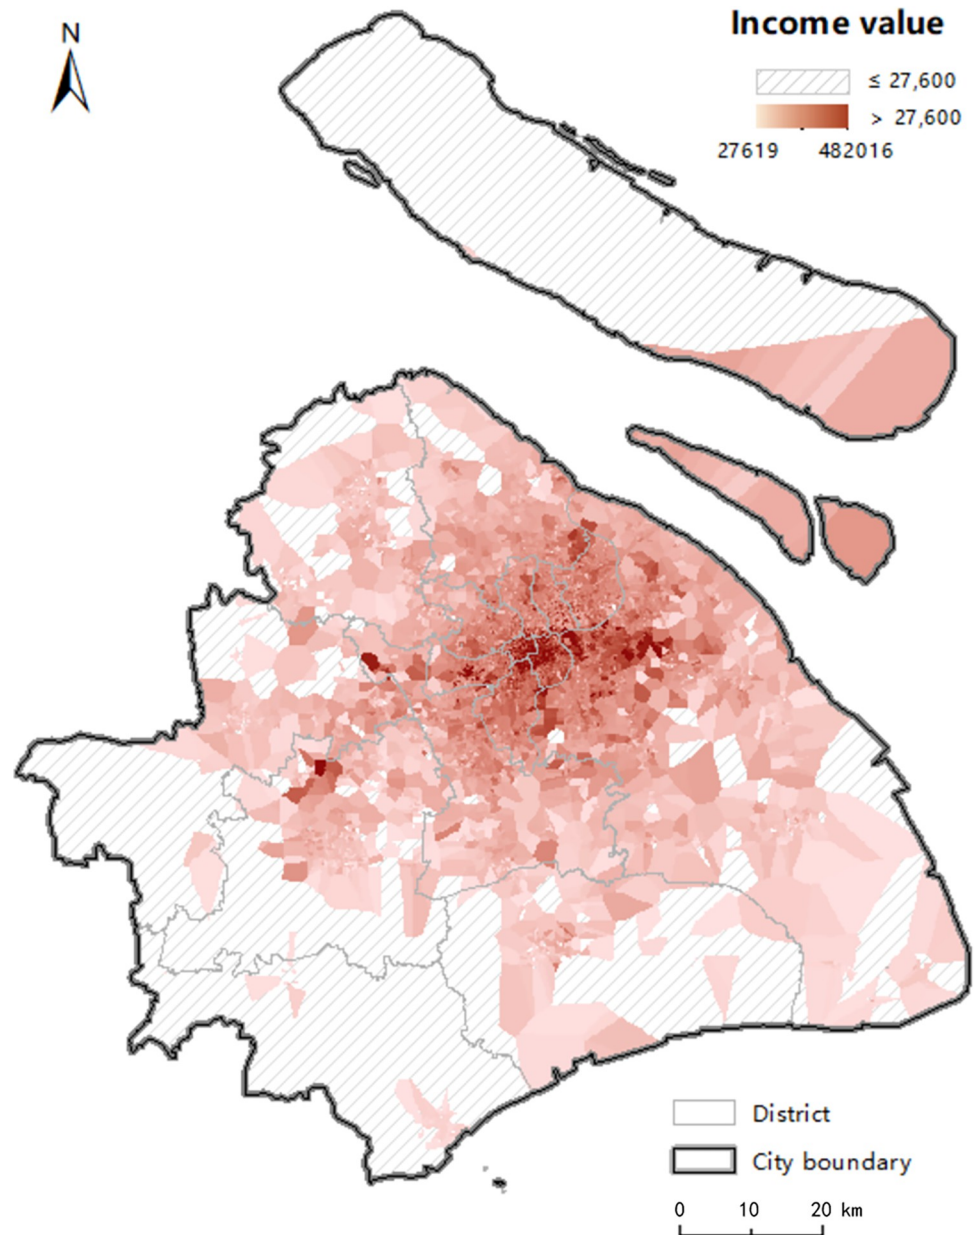 N
Income value
≤ 27,600
> 27,600
27619 482016
District
City boundary
0 10 20 km